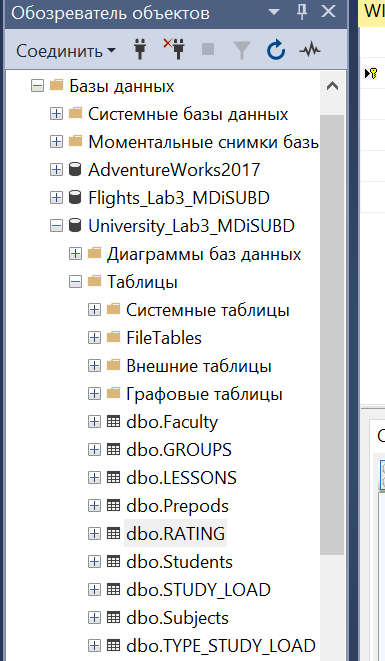 Обозреватель объектов
WI
Соединить
Базы данных
Системные базы данных
Моментальные снимки базь
AdventureWorks2017
Flights_Lab3_MDiSUBD
University_Lab3_MDiSUBD
Диаграммы баз данных
Таблицы
Системные таблицы
FileTables
Внешние таблицы
Графовые таблицы
dbo.Faculty
dbo.GROUPS
dbo.LESSONS
dbo.Prepods
dbo.RATING
dbo.Students
dbo.STUDY_LOAD
dbo.Subjects
dbo.TYPE_STUDY_LOAD